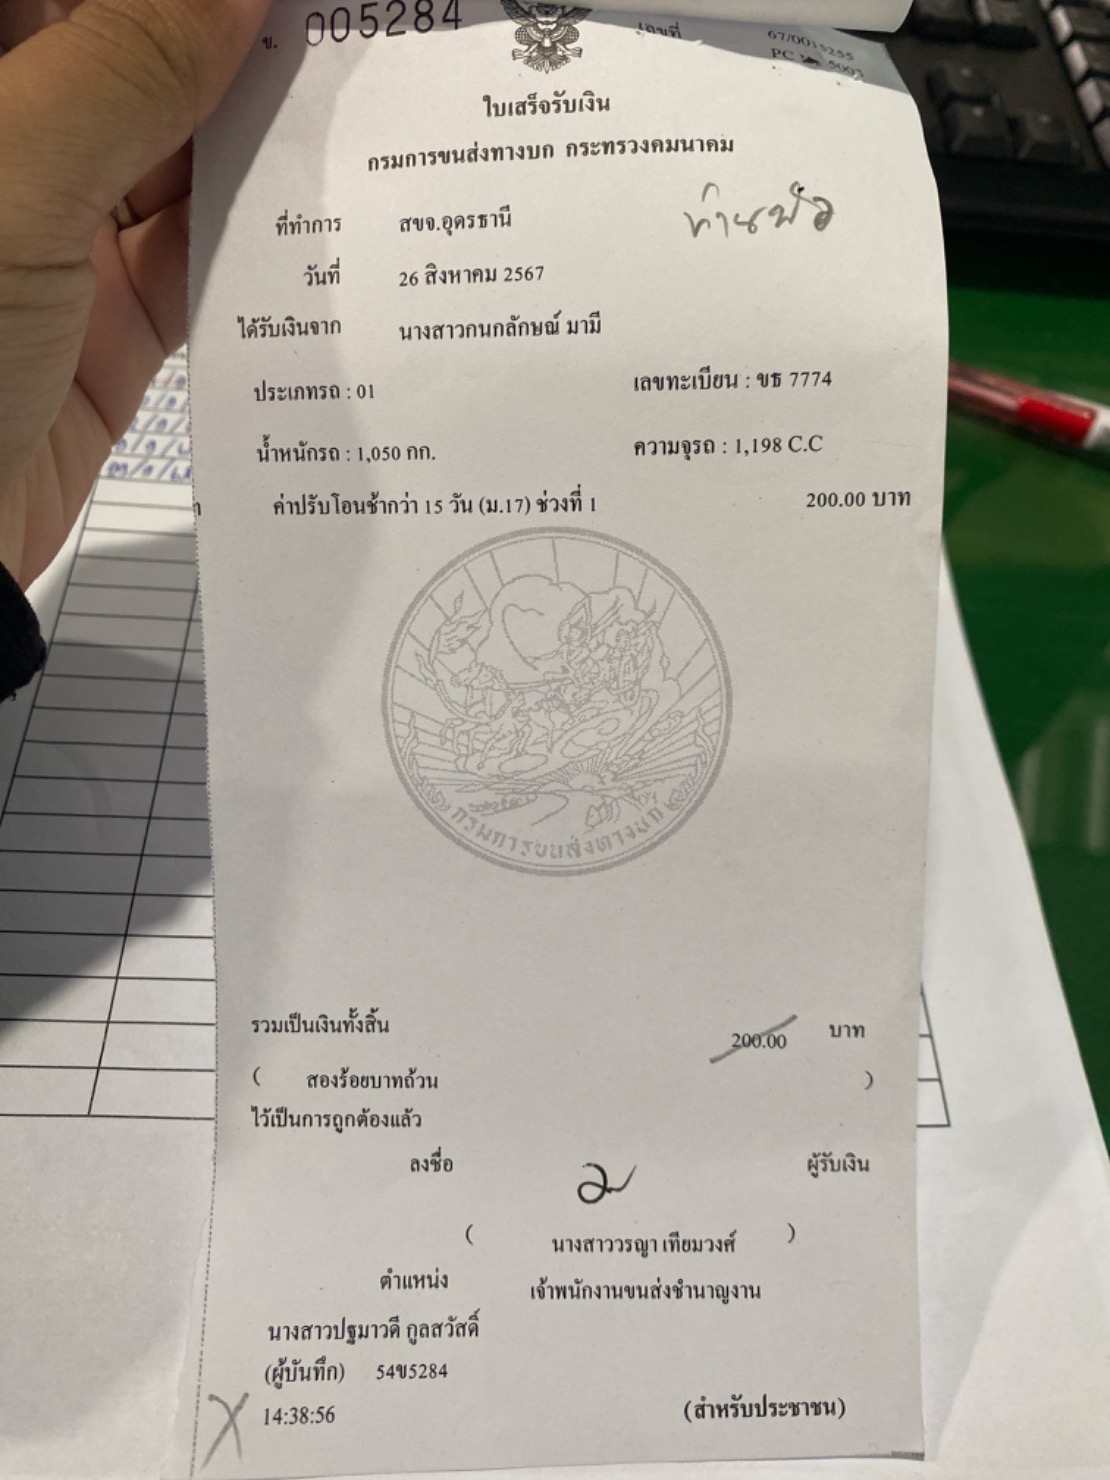 ข. 005284
เลขที่ 67/0015255
PC 5003
ใบเสร็จรับเงิน
กรมการขนส่งทางบก กระทรวงคมนาคม
ที่ทำการ สขจ.อุดรธานี
วันที่ 26 สิงหาคม 2567
ได้รับเงินจาก นางสาวกนกลักษณ์ มามี
ประเภทรถ : 01 เลขทะเบียน : ขธ 7774
น้ำหนักรถ : 1,050 กก. ความจุรถ : 1,198 C.C
ค่าปรับโอนช้ากว่า 15 วัน (ม.17) ช่วงที่ 1 200.00 บาท
กรมการขนส่งทางบก
รวมเป็นเงินทั้งสิ้น 200.00 บาท
( สองร้อยบาทถ้วน )
ไว้เป็นการถูกต้องแล้ว
ลงชื่อ ผู้รับเงิน
( นางสาววรญา เทียมวงศ์ )
ตำแหน่ง เจ้าพนักงานขนส่งชำนาญงาน
นางสาวปฐมาวดี กูลสวัสดิ์
(ผู้บันทึก) 54ข5284
14:38:56 (สำหรับประชาชน)